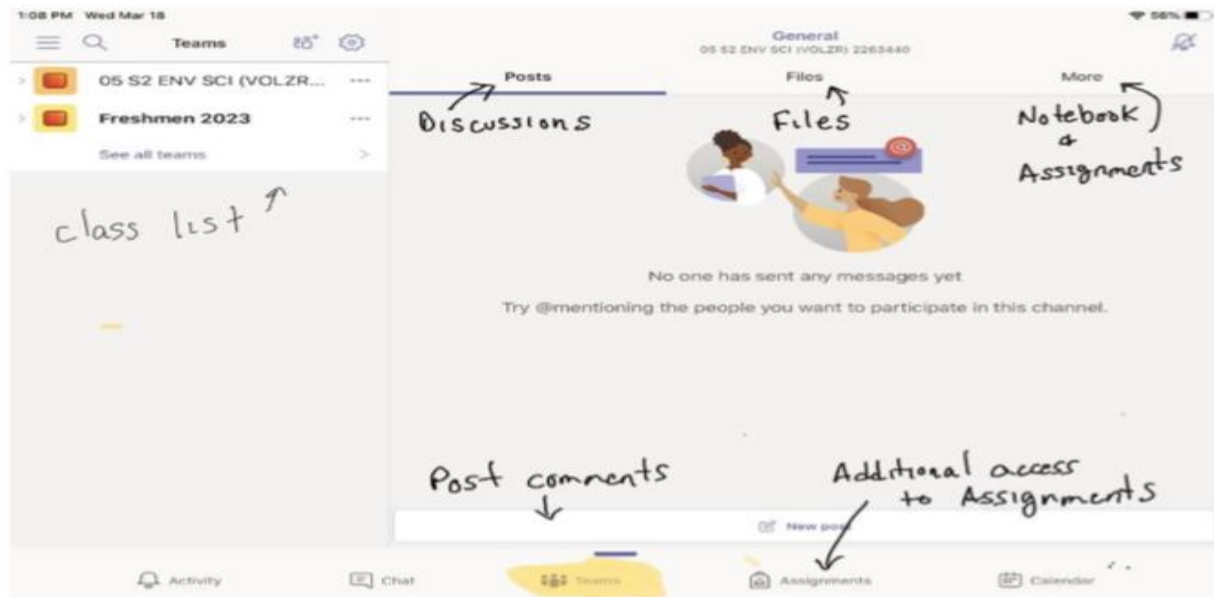 1:08 PM Wed Mar 18
56%
Teams
General
05 S2 ENV SCI (VOLZR) 2263440
05 S2 ENV SCI (VOLZR...
Freshmen 2023
See all teams
class list
Posts
Files
More
Discussions
Files
Notebook
&
Assignments
No one has sent any messages yet
Try @mentioning the people you want to participate in this channel.
Post comments
Additional access
to Assignments
New post
Activity
Chat
Teams
Assignments
Calendar